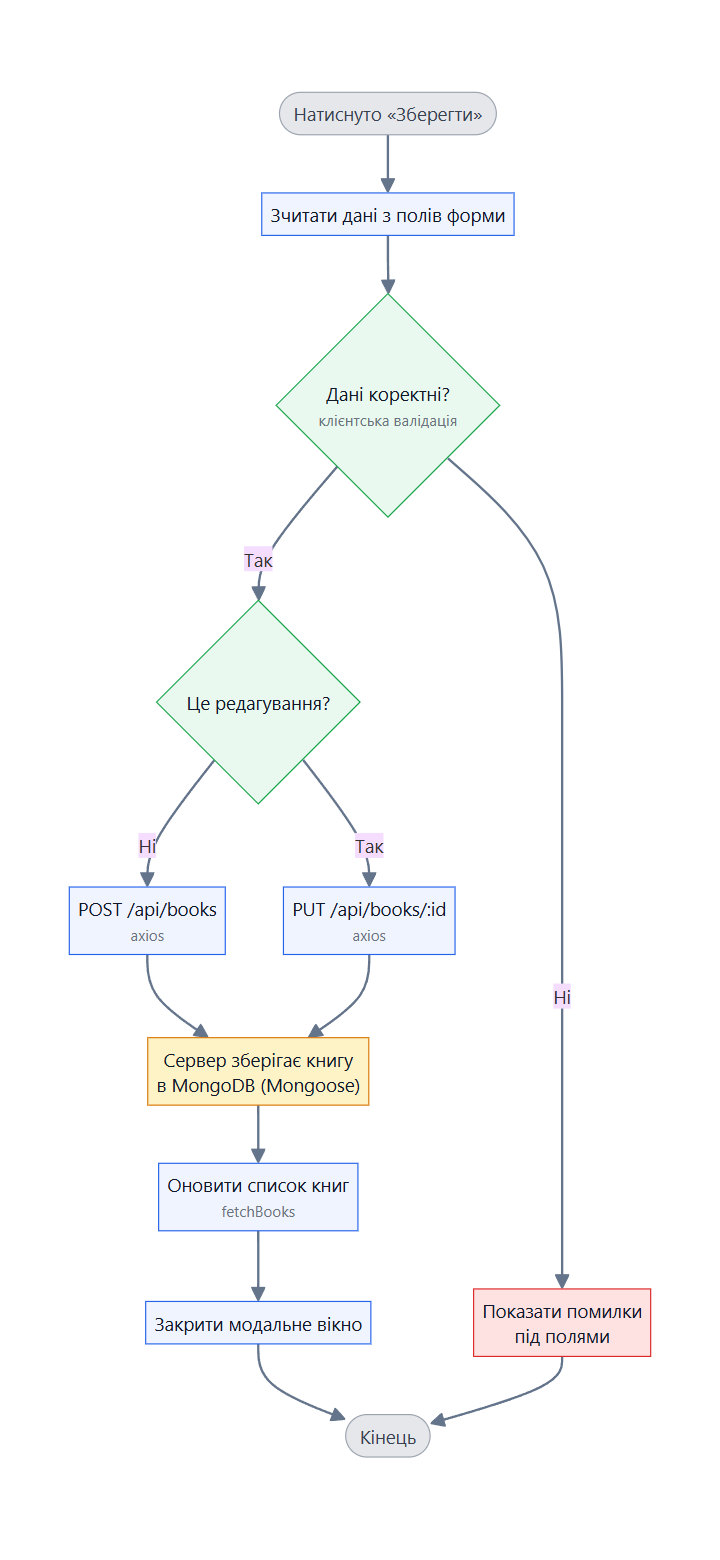 Натиснуто «Зберегти»
Зчитати дані з полів форми
Дані коректні?
клієнтська валідація
Так
Це редагування?
Ні
Так
POST /api/books
axios
PUT /api/books/:id
axios
Ні
Сервер зберігає книгу
в MongoDB (Mongoose)
Оновити список книг
fetchBooks
Закрити модальне вікно
Показати помилки
під полями
Кінець